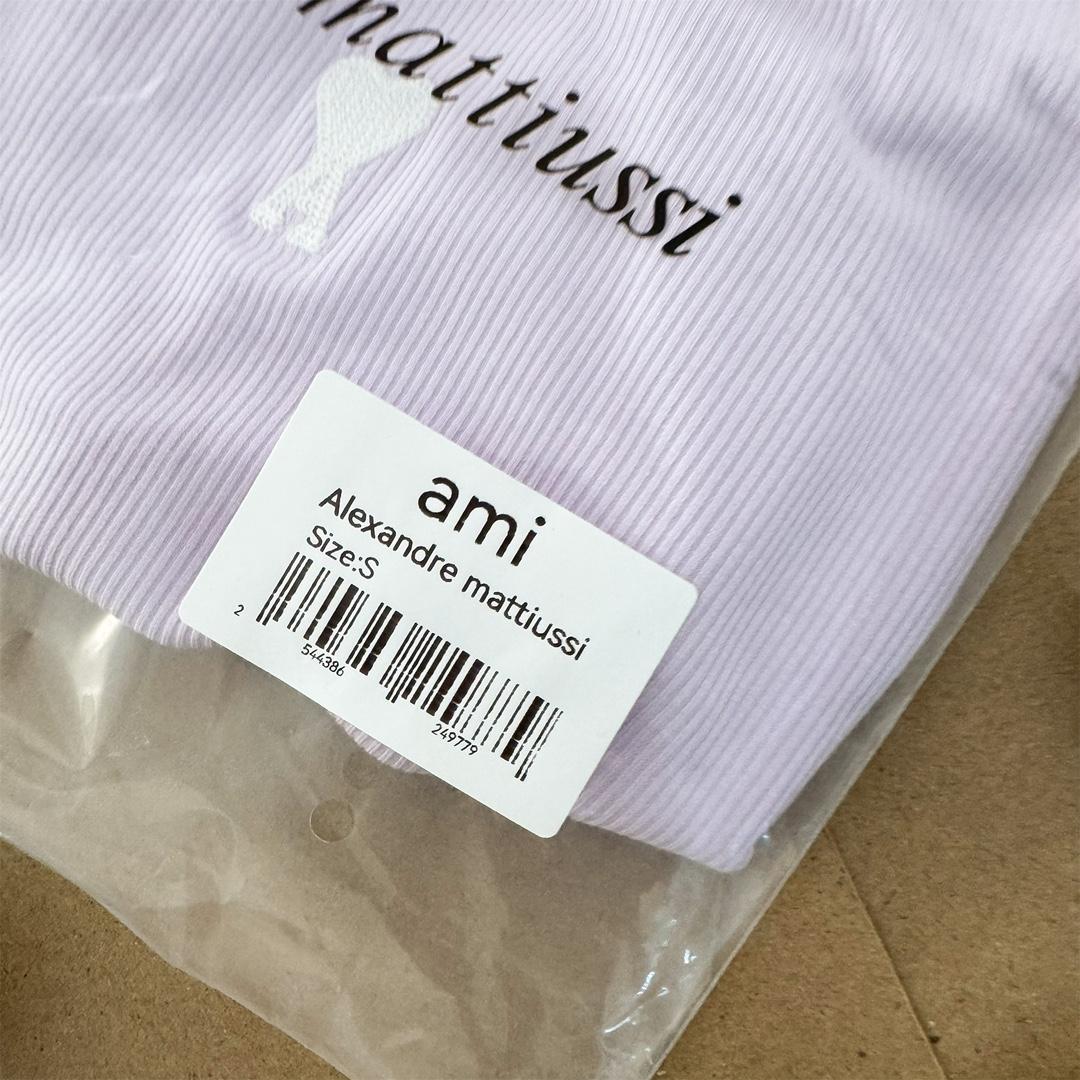 mattiussi
ami
Alexandre mattiussi
Size:S
2
544386
249779